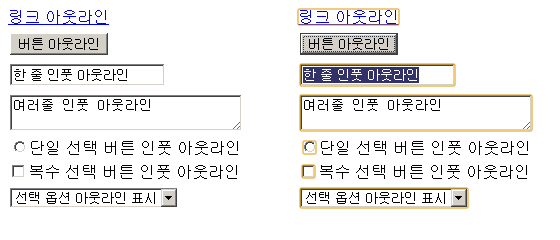 링크 아웃라인
버튼 아웃라인
한 줄 인풋 아웃라인
여러줄 인풋 아웃라인
단일 선택 버튼 인풋 아웃라인
복수 선택 버튼 인풋 아웃라인
선택 옵션 아웃라인 표시
링크 아웃라인
버튼 아웃라인
한 줄 인풋 아웃라인
여러줄 인풋 아웃라인
단일 선택 버튼 인풋 아웃라인
복수 선택 버튼 인풋 아웃라인
선택 옵션 아웃라인 표시